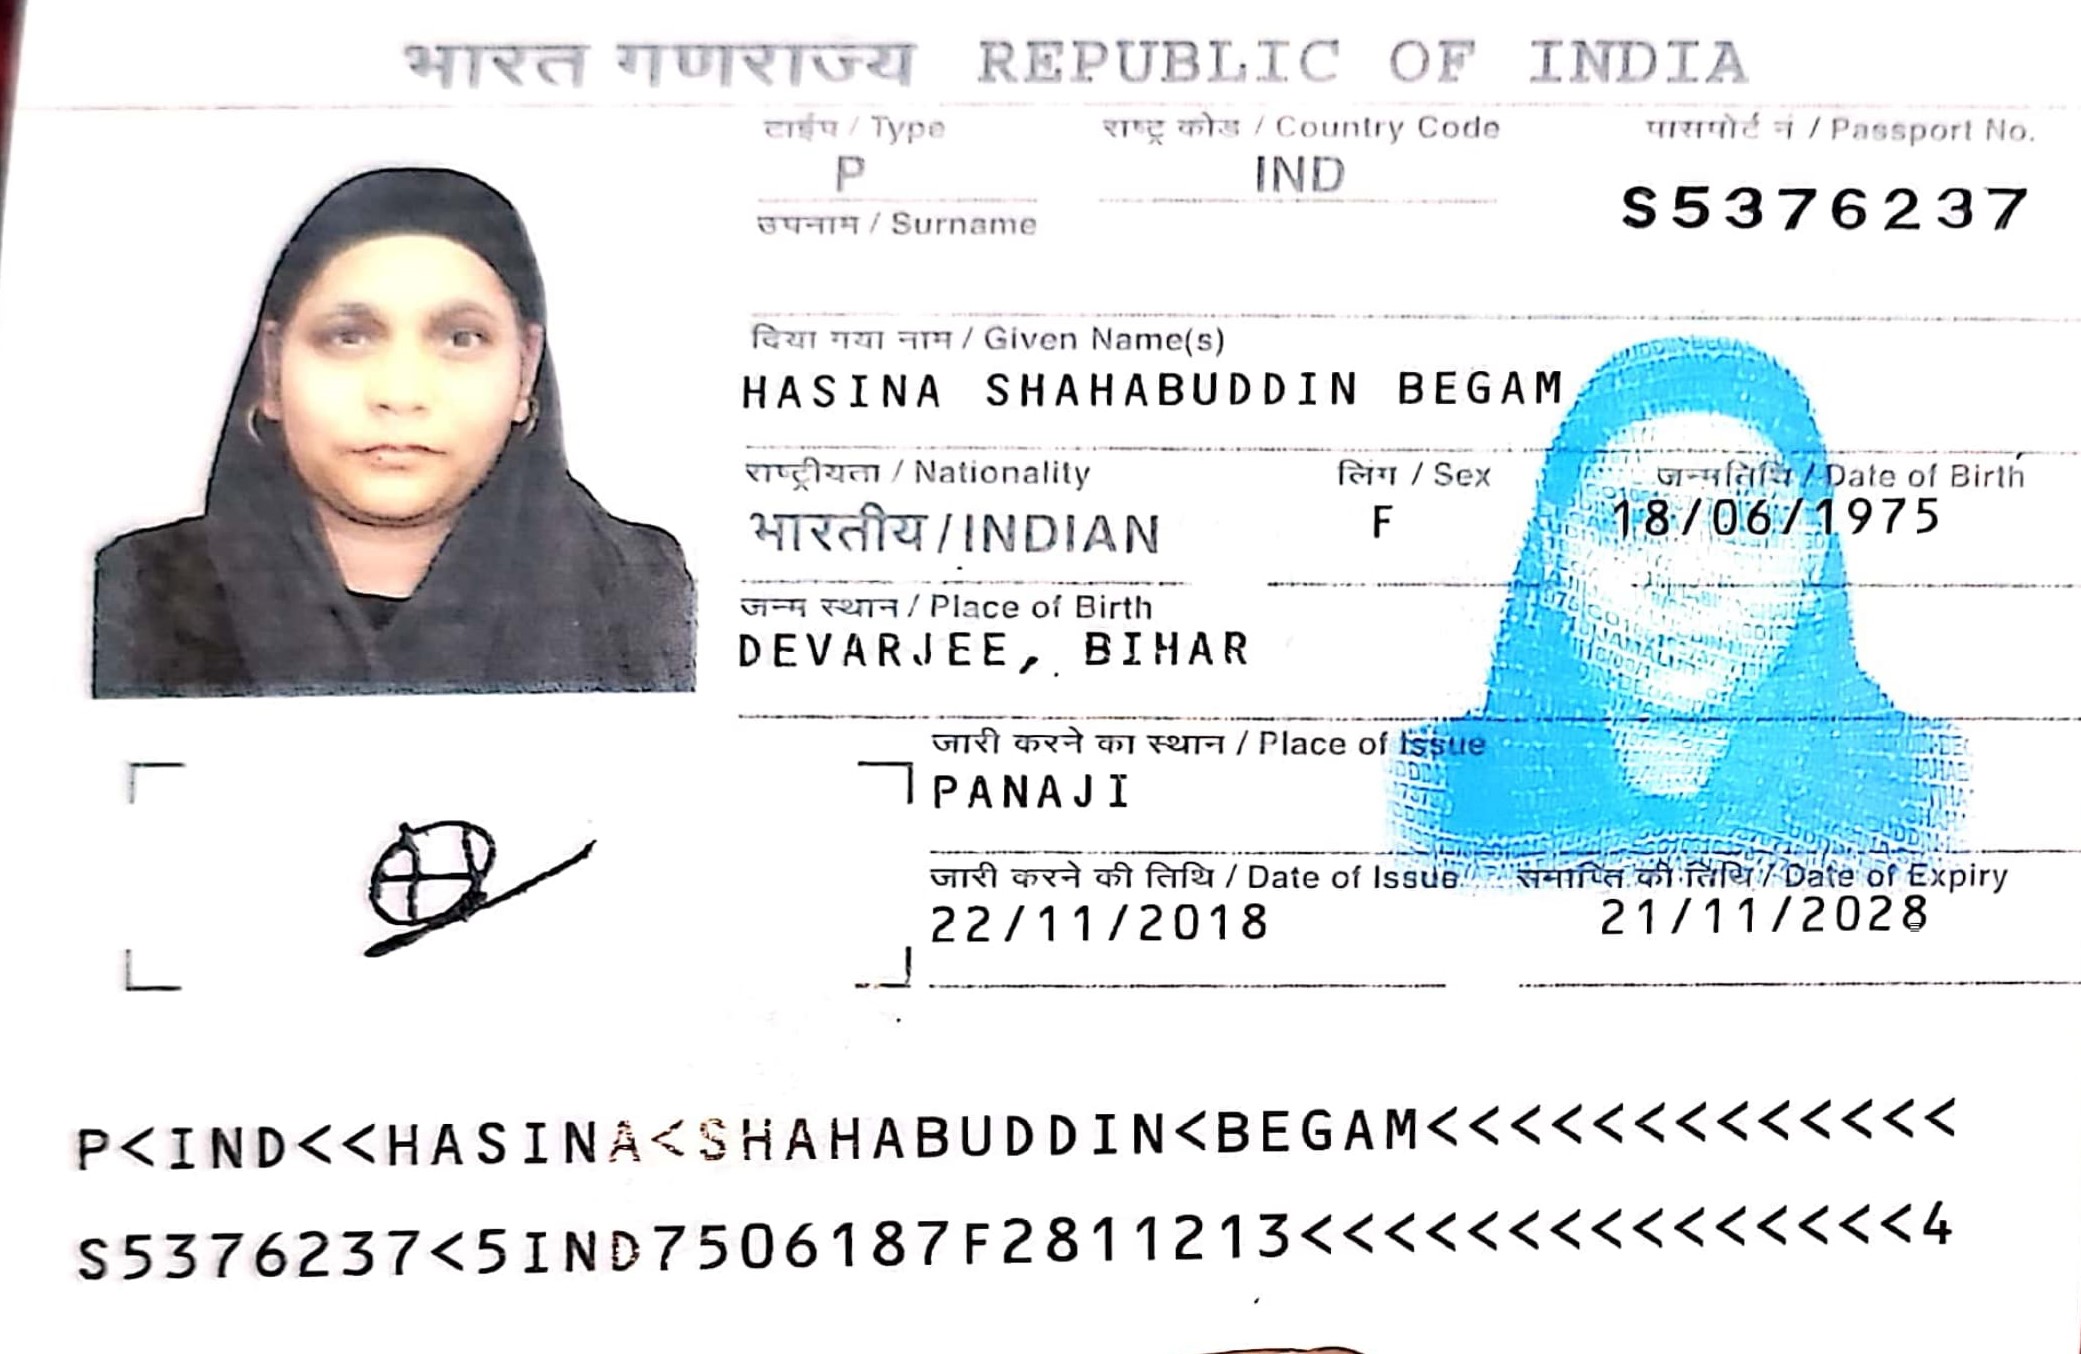 भारत गणराज्य REPUBLIC OF INDIA
टाईप / Type
राष्ट्र कोड / Country Code
पासपोर्ट नं / Passport No.
P
IND
S5376237
उपनाम / Surname
दिया गया नाम / Given Name(s)
HASINA SHAHABUDDIN BEGAM
राष्ट्रीयता / Nationality
लिंग / Sex
जन्मतिथि / Date of Birth
भारतीय / INDIAN
F
18/06/1975
जन्म स्थान / Place of Birth
DEVARJEE, BIHAR
जारी करने का स्थान / Place of Issue
PANAJI
जारी करने की तिथि / Date of Issue
समाप्ति की तिथि / Date of Expiry
22/11/2018
21/11/2028
P<IND<<HASINA<SHAHABUDDIN<BEGAM<<<<<<<<<<<<<
S5376237<5IND7506187F2811213<<<<<<<<<<<<<<<4